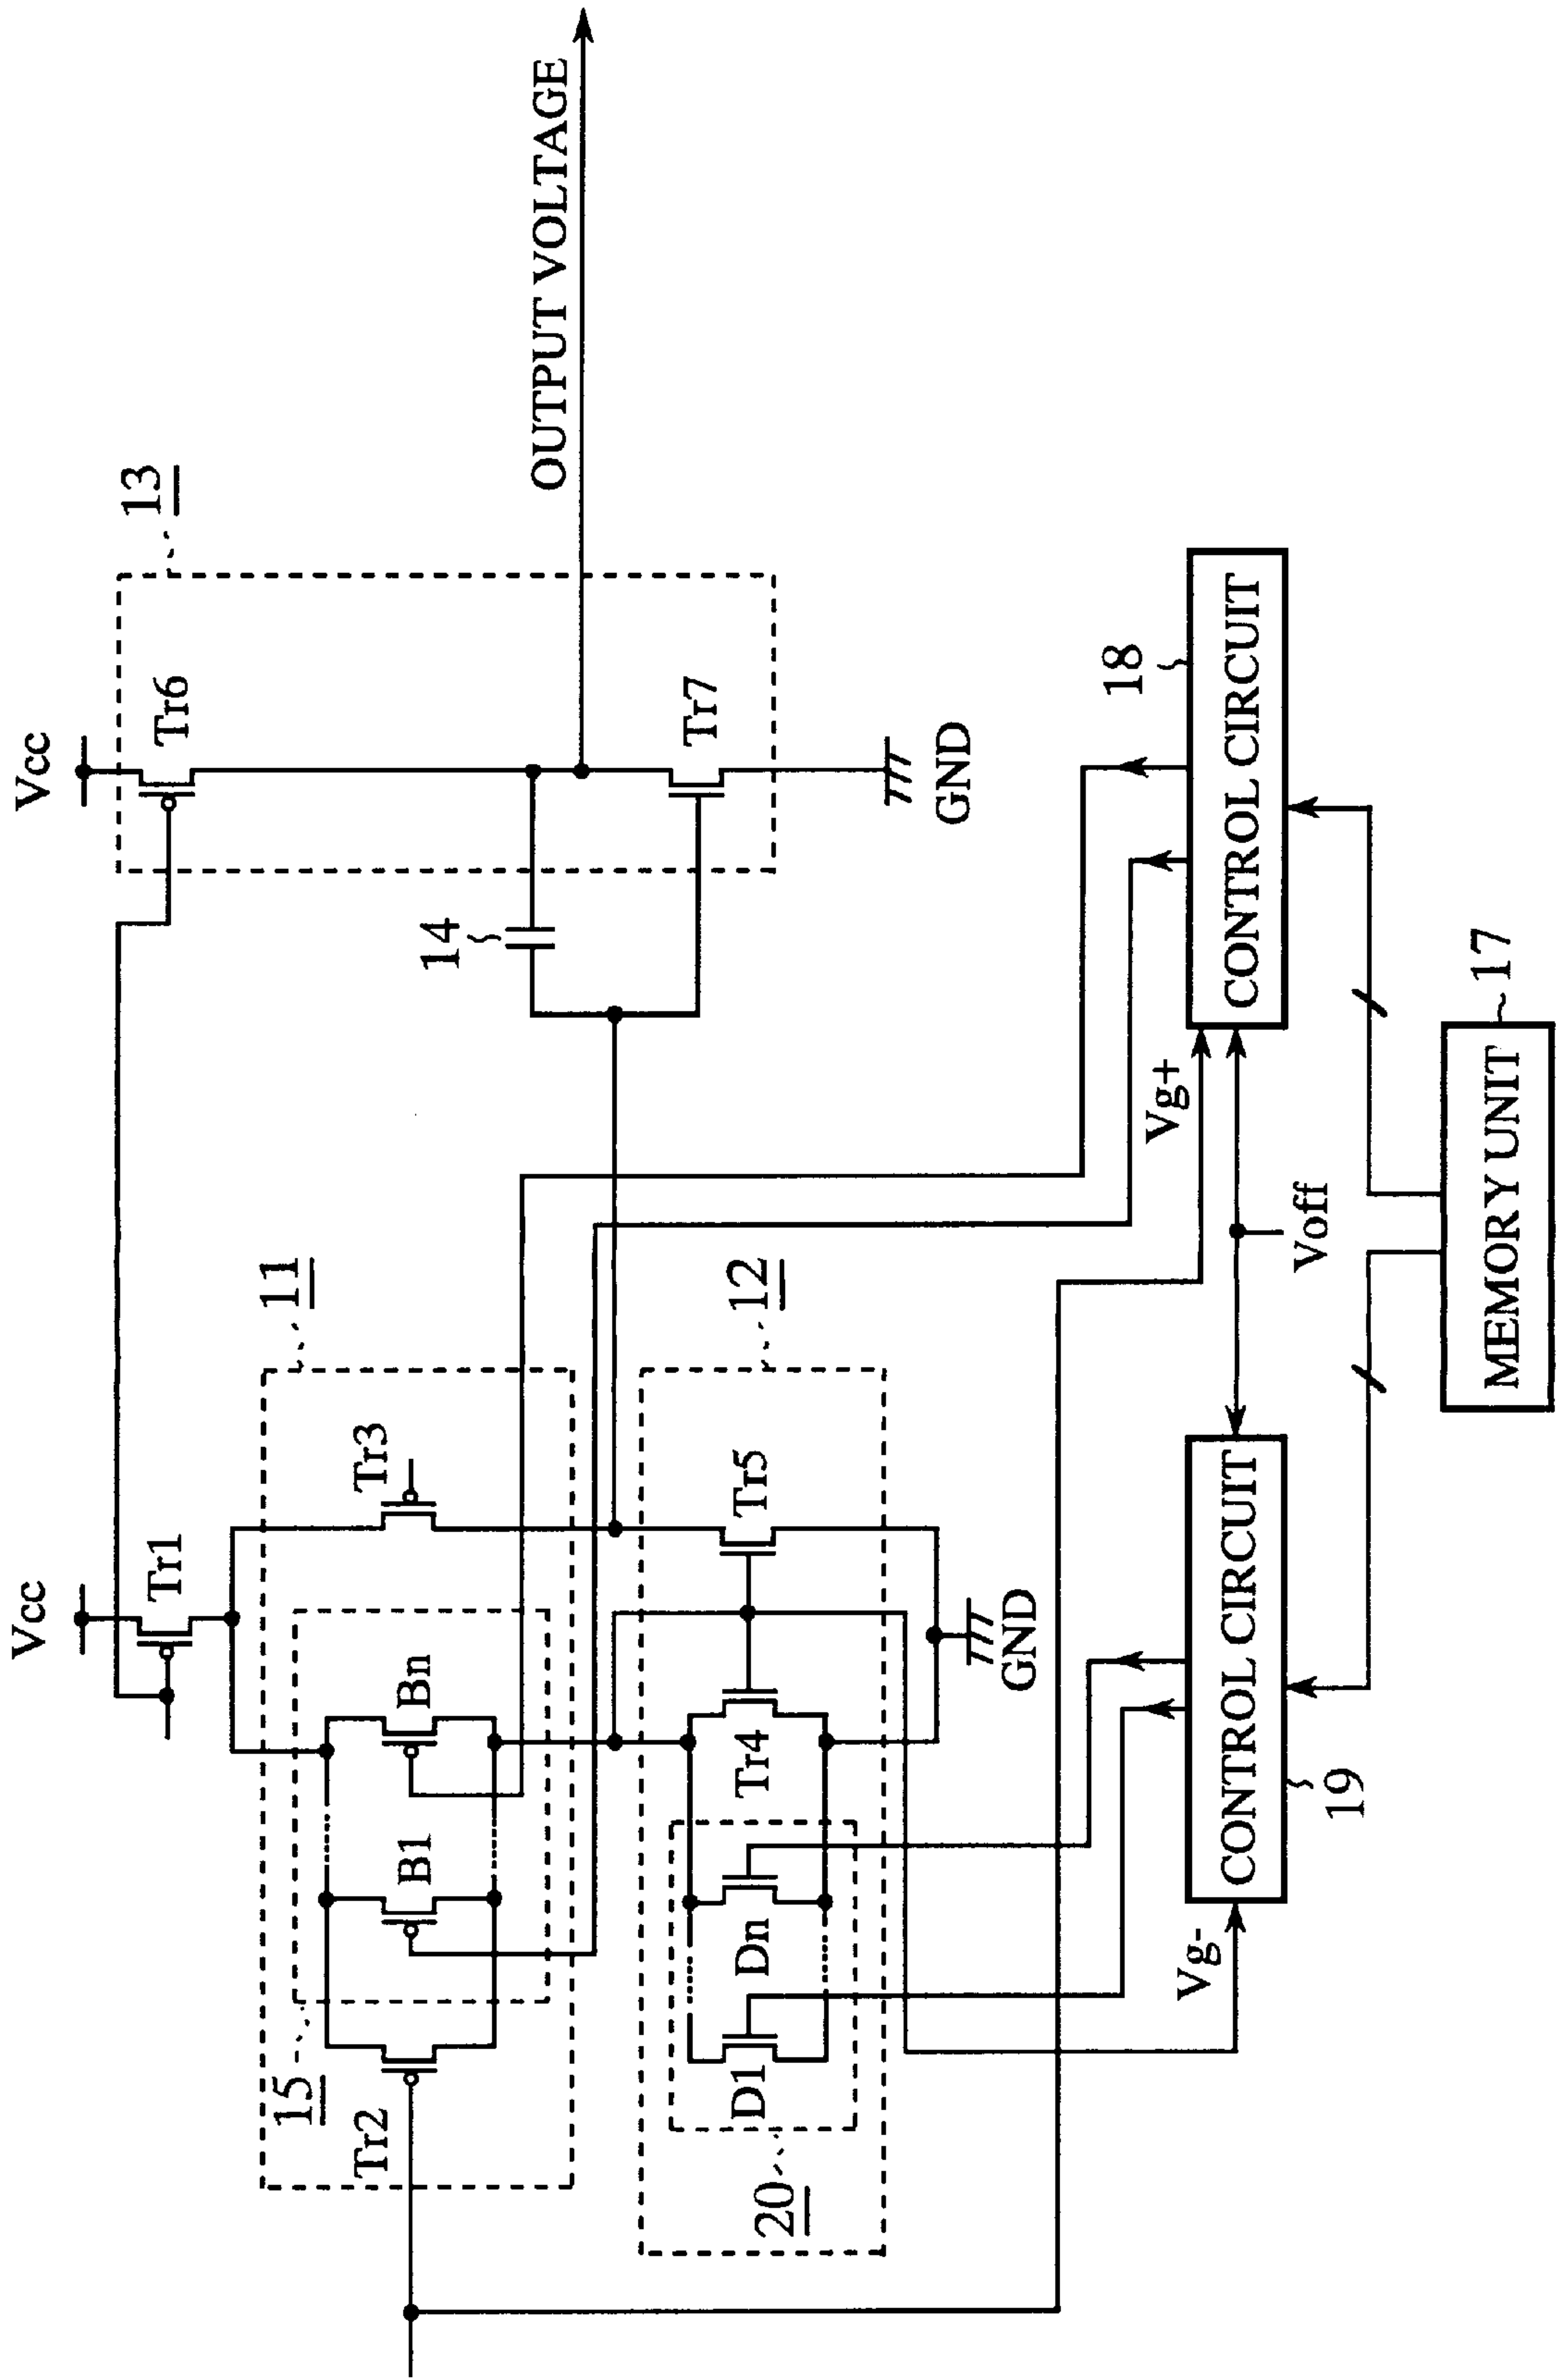 Vcc
Vcc
13
Tr1
Tr6
11
15
Tr2
B1
Bn
Tr3
14
OUTPUT VOLTAGE
12
20
D1
Dn
Tr4
Tr5
Tr7
GND
GND
18
Vg-
Vg+
CONTROL CIRCUIT
CONTROL CIRCUIT
19
Voff
MEMORY UNIT
17